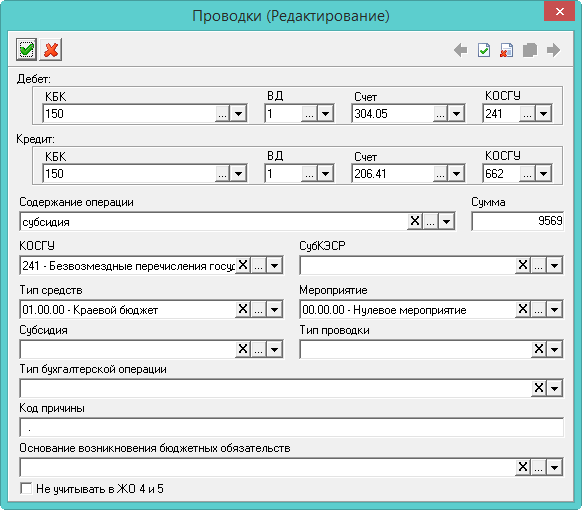 Проводки (Редактирование)
Дебет:
КБК ВД Счет КОСГУ
150 ... 1 ... 304.05 ... 241 ...
Кредит:
КБК ВД Счет КОСГУ
150 ... 1 ... 206.41 ... 662 ...
Содержание операции Сумма
субсидия X ... 9569
КОСГУ СубКЭСР
241 - Безвозмездные перечисления госуд X ... X ...
Тип средств Мероприятие
01.00.00 - Краевой бюджет X ... 00.00.00 - Нулевое мероприятие X ...
Субсидия Тип проводки
X ... X
Тип бухгалтерской операции
X
Код причины
.
Основание возникновения бюджетных обязательств
X ...
Не учитывать в ЖО 4 и 5